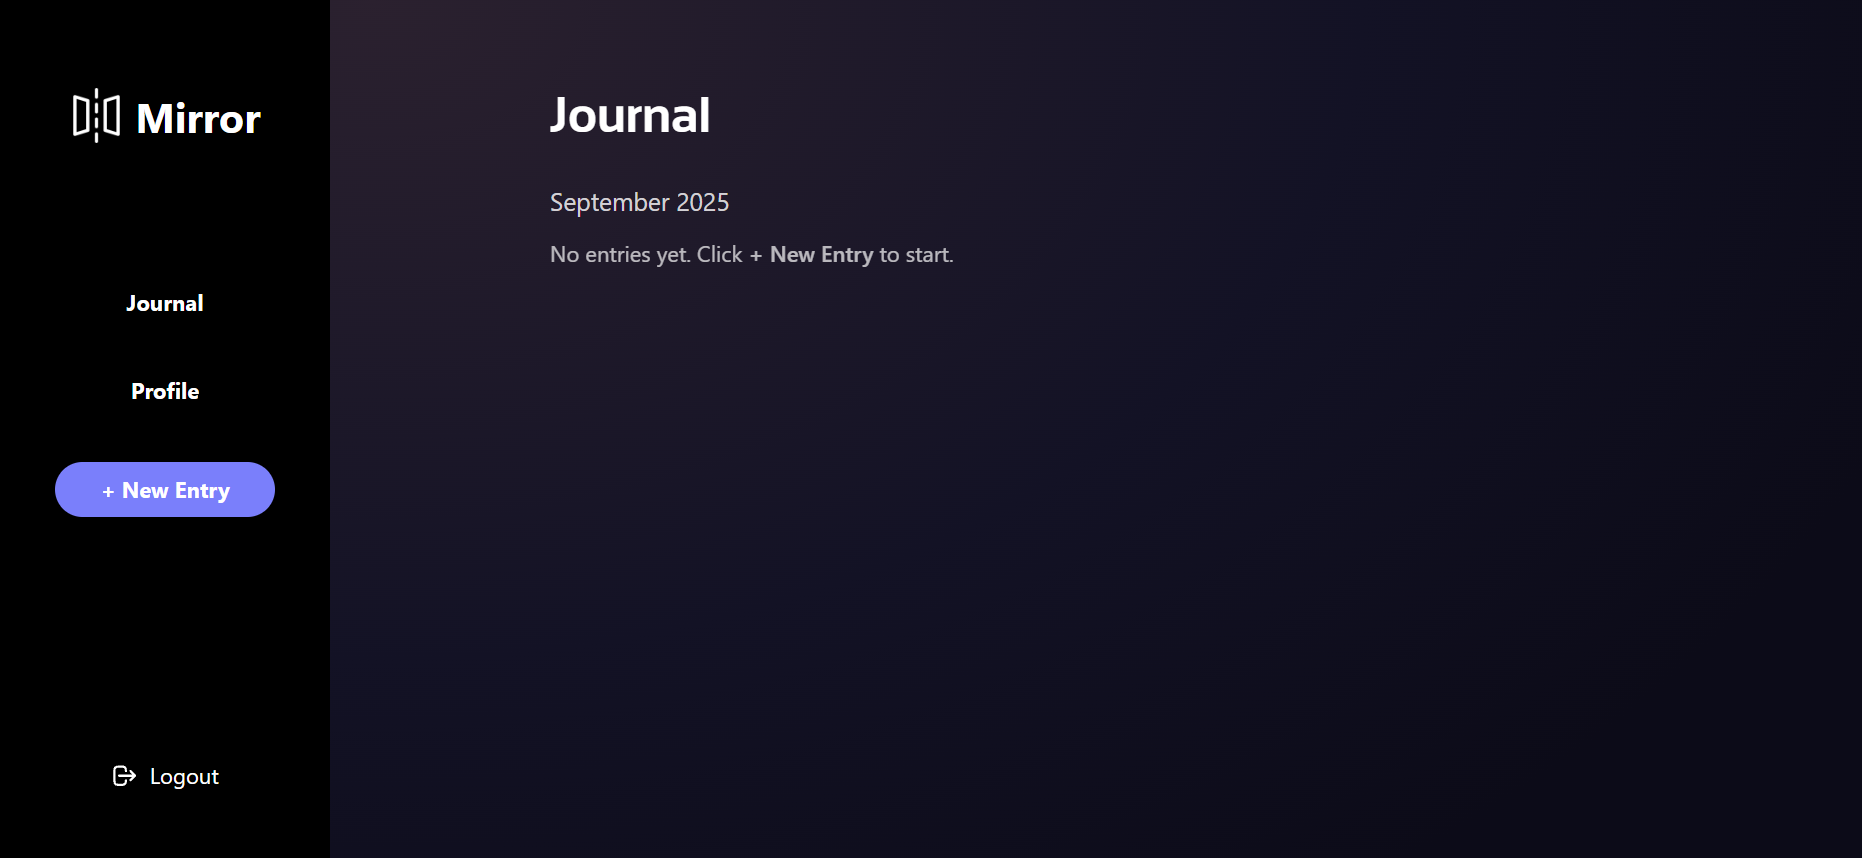 Mirror
Journal
Profile
+ New Entry
Logout
Journal
September 2025
No entries yet. Click + New Entry to start.